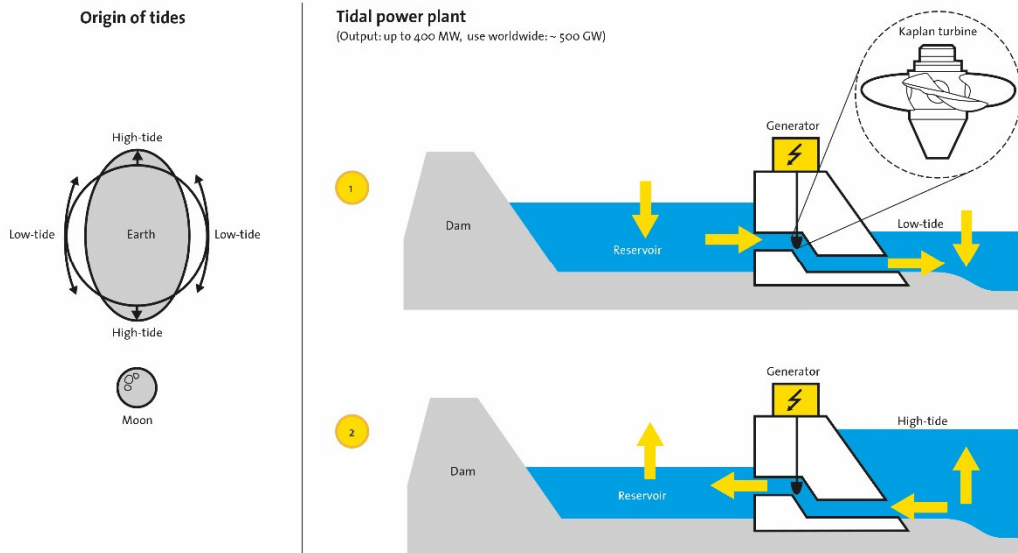 Origin of tides
High-tide
Low-tide
Earth
Low-tide
High-tide
Moon
Tidal power plant
(Output: up to 400 MW, use worldwide: ~ 500 GW)
Kaplan turbine
Generator
1
Dam
Reservoir
Low-tide
Generator
2
High-tide
Dam
Reservoir